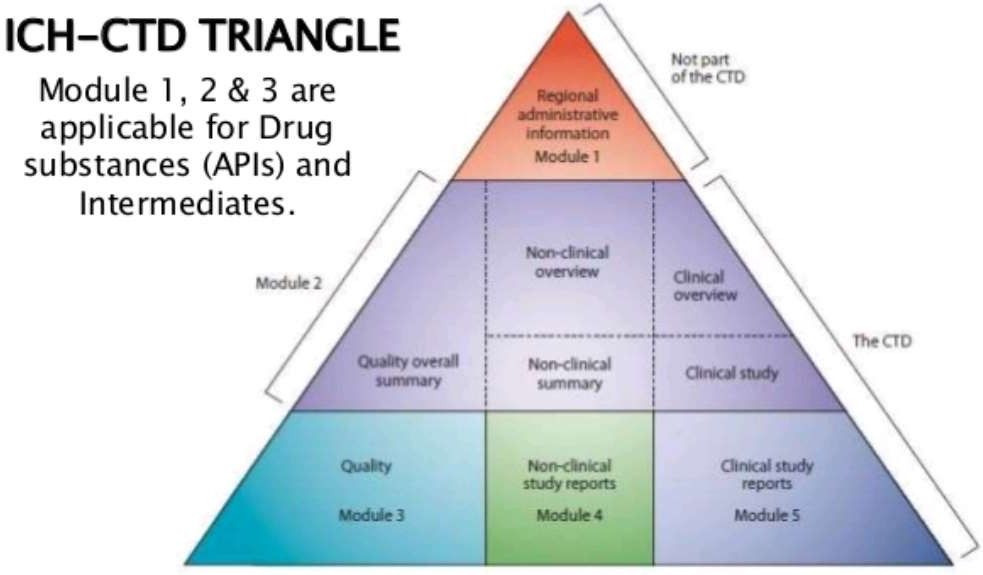 ICH-CTD TRIANGLE
Module 1, 2 & 3 are
applicable for Drug
substances (APIs) and
Intermediates.
Not part
of the CTD
Regional
administrative
information
Module 1
Module 2
Non-clinical
overview
Clinical
overview
The CTD
Quality overall
summary
Non-clinical
summary
Clinical study
Quality
Module 3
Non-clinical
study reports
Module 4
Clinical study
reports
Module 5